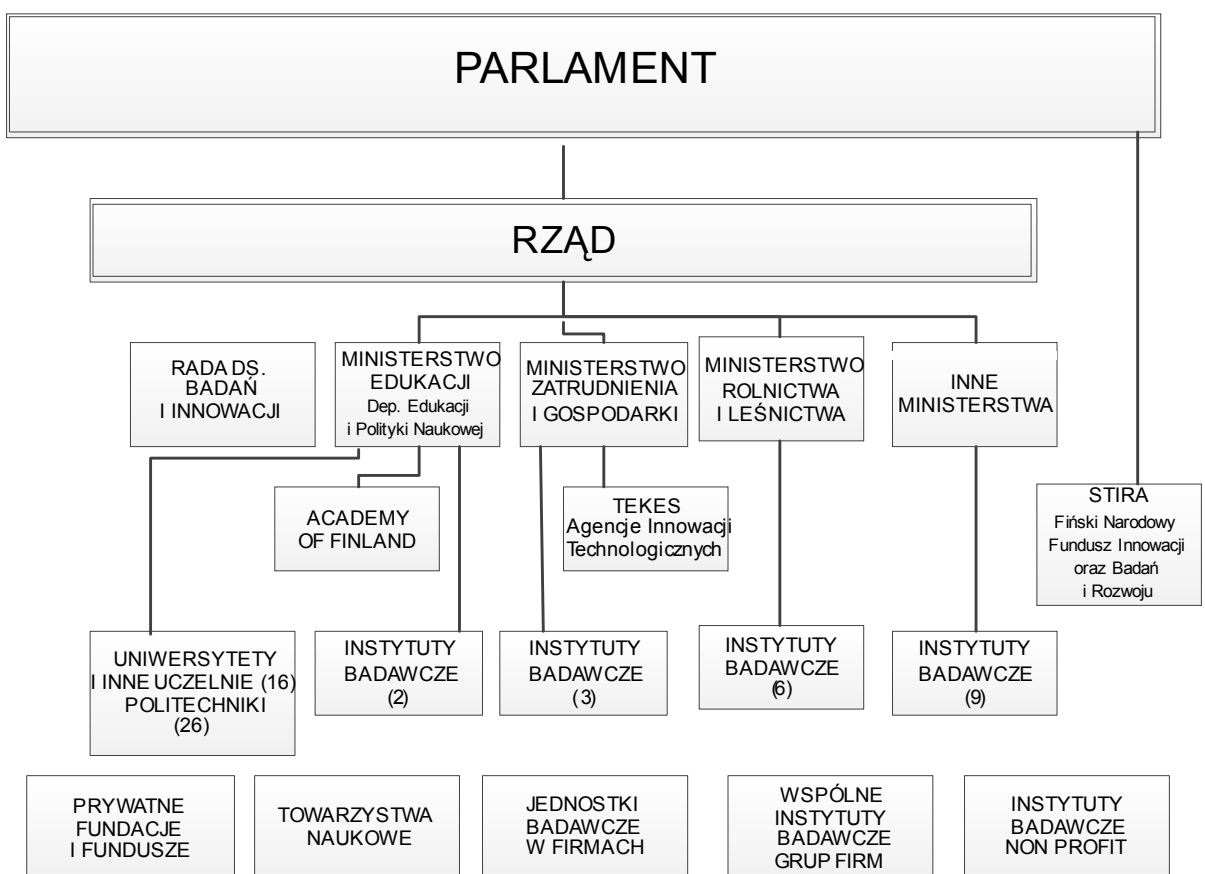 PARLAMENT
RZĄD
RADA DS.
BADAŃ
I INNOWACJI
MINISTERSTWO
EDUKACJI
Dep. Edukacji
i Polityki Naukowej
MINISTERSTWO
ZATRUDNIENIA
I GOSPODARKI
MINISTERSTWO
ROLNICTWA
I LEŚNICTWA
INNE
MINISTERSTWA
ACADEMY
OF FINLAND
TEKES
Agencje Innowacji
Technologicznych
STIRA
Fiński Narodowy
Fundusz Innowacji
oraz Badań
i Rozwoju
UNIWERSYTETY
I INNE UCZELNIE (16)
POLITECHNIKI
(26)
INSTYTUTY
BADAWCZE
(2)
INSTYTUTY
BADAWCZE
(3)
INSTYTUTY
BADAWCZE
(6)
INSTYTUTY
BADAWCZE
(9)
PRYWATNE
FUNDACJE
I FUNDUSZE
TOWARZYSTWA
NAUKOWE
JEDNOSTKI
BADAWCZE
W FIRMACH
WSPÓLNE
INSTYTUTY
BADAWCZE
GRUP FIRM
INSTYTUTY
BADAWCZE
NON PROFIT